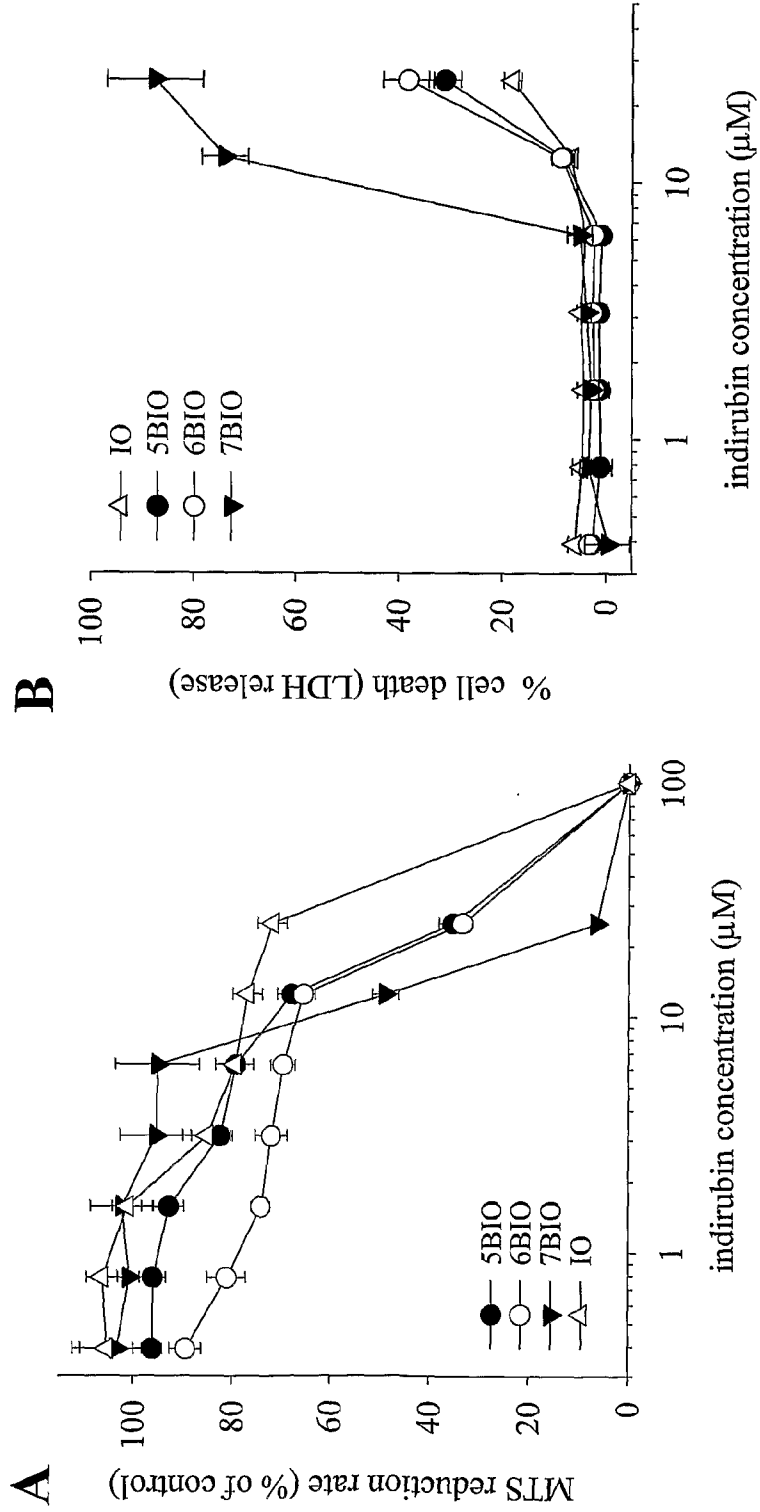 A
MTS reduction rate (% of control)
100
80
60
40
20
0
5BIO
6BIO
7BIO
IO
1
10
100
indirubin concentration (µM)
B
% cell death (LDH release)
100
80
60
40
20
0
IO
5BIO
6BIO
7BIO
1
10
indirubin concentration (µM)